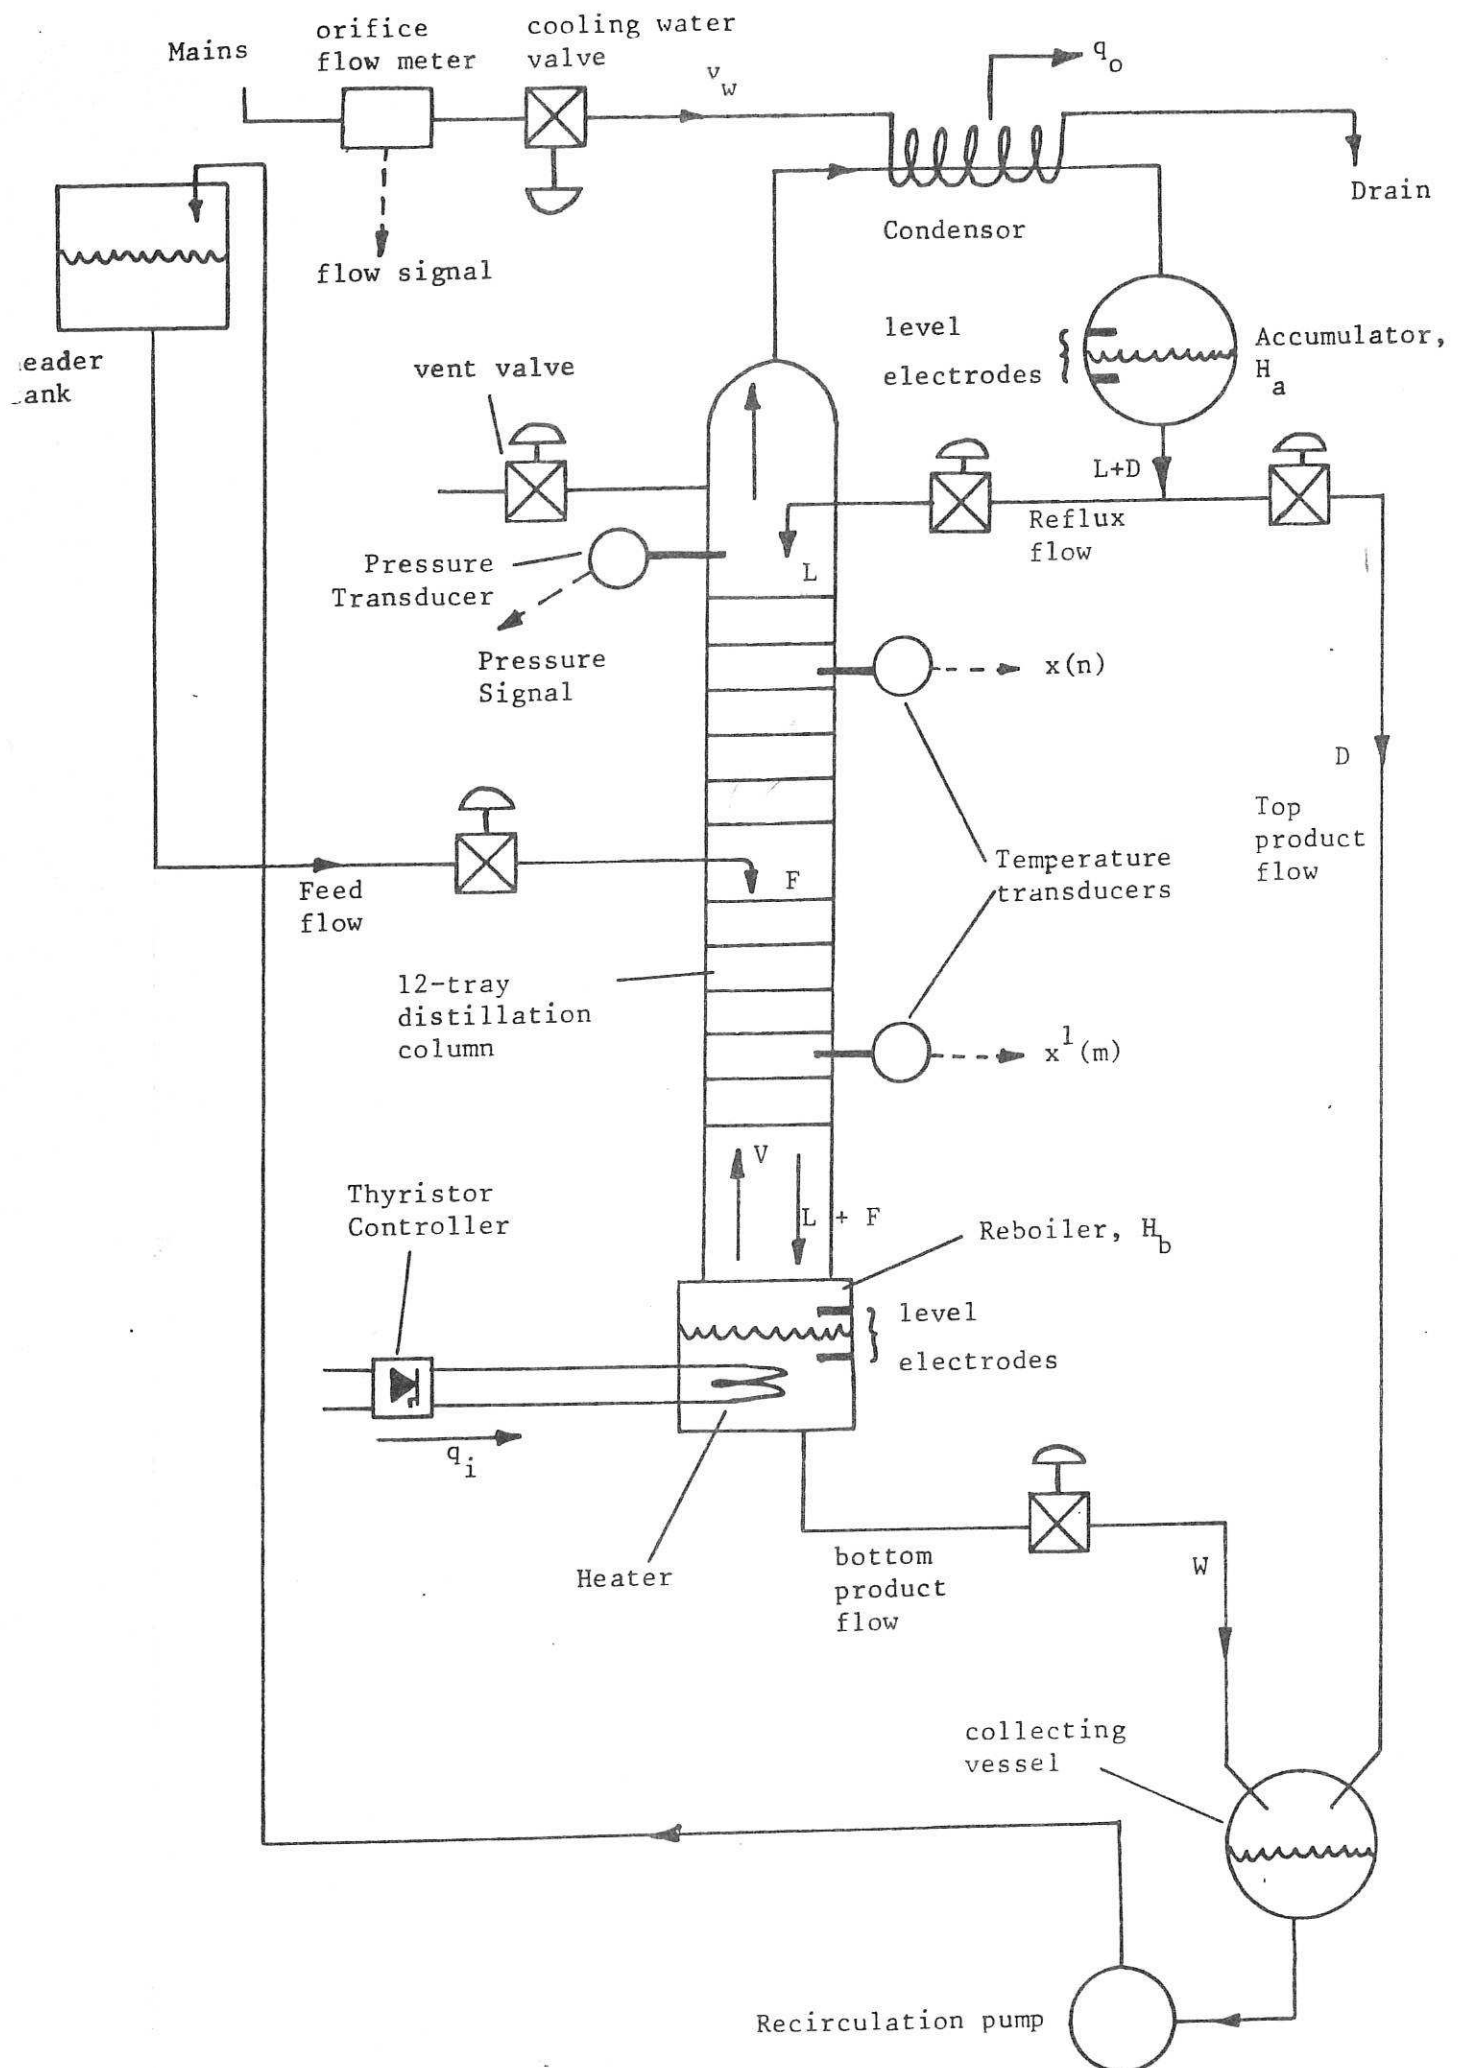 Mains
orifice
flow meter
cooling water
valve
v
w
q
o
Drain
flow signal
Condensor
level
electrodes
Accumulator,
H
a
eader
ank
vent valve
L+D
Reflux
flow
Pressure
Transducer
L
Pressure
Signal
x(n)
D
Top
product
flow
Temperature
transducers
Feed
flow
F
12-tray
distillation
column
x1(m)
V
Thyristor
Controller
L + F
Reboiler, H
b
level
electrodes
q
i
Heater
bottom
product
flow
W
collecting
vessel
Recirculation pump